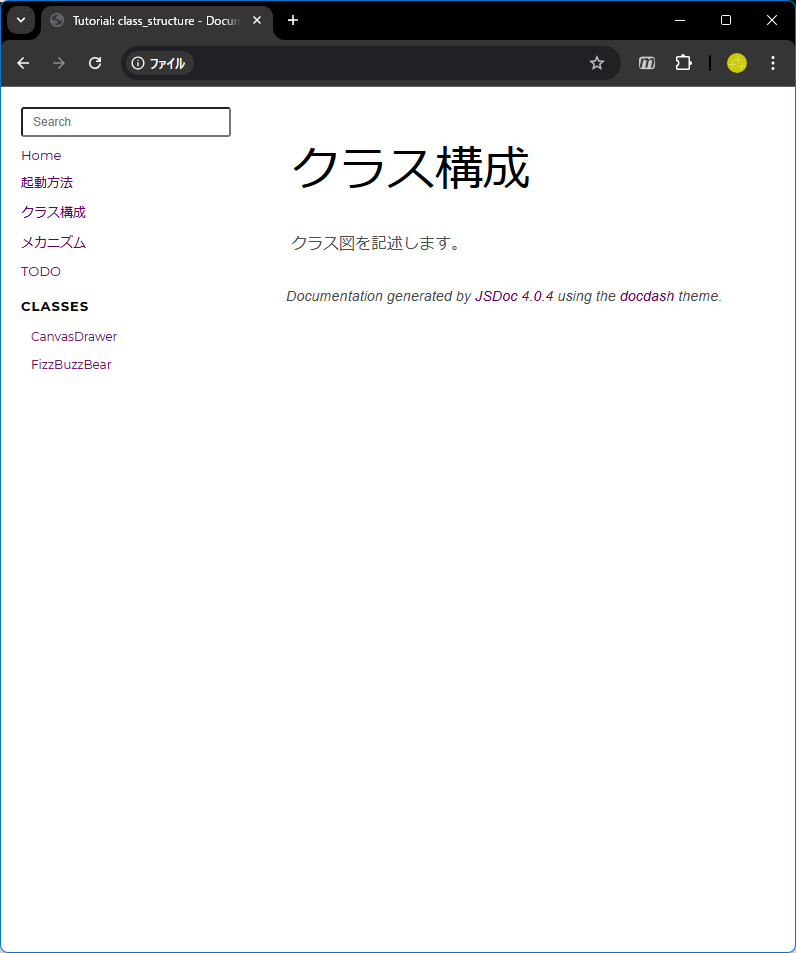 Tutorial: class_structure - Docum
ファイル
Search
Home
起動方法
クラス構成
メカニズム
TODO
CLASSES
CanvasDrawer
FizzBuzzBear
クラス構成
クラス図を記述します。
Documentation generated by JSDoc 4.0.4 using the docdash theme.